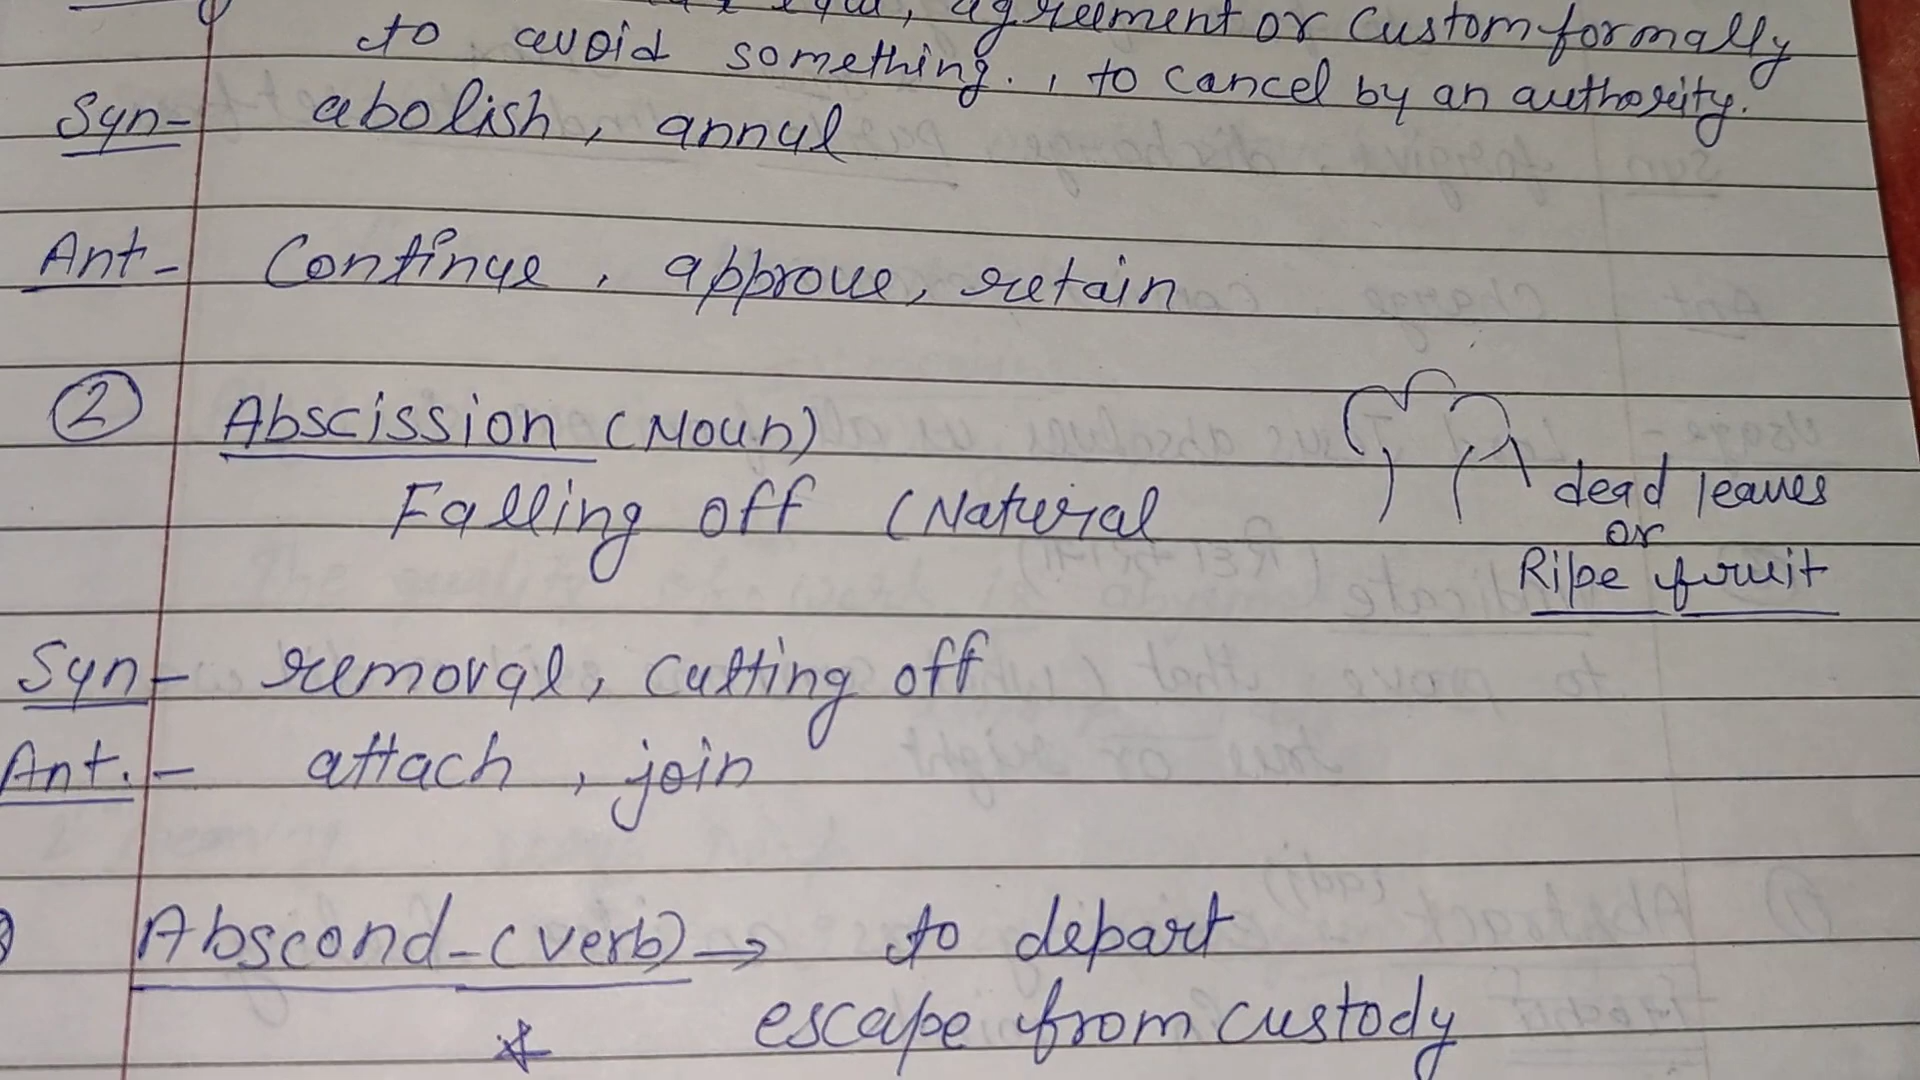 agreement or Custom formally
to avoid something. , to cancel by an authority.
Syn- abolish, annul
Ant- Continue, approve, retain
2 Abscission (Noun)
Falling off (Natural
dead leaves
or
Ripe fruit
Syn- removal, cutting off
Ant.- attach, join
Abscond-(verb) → to depart
escape from custody